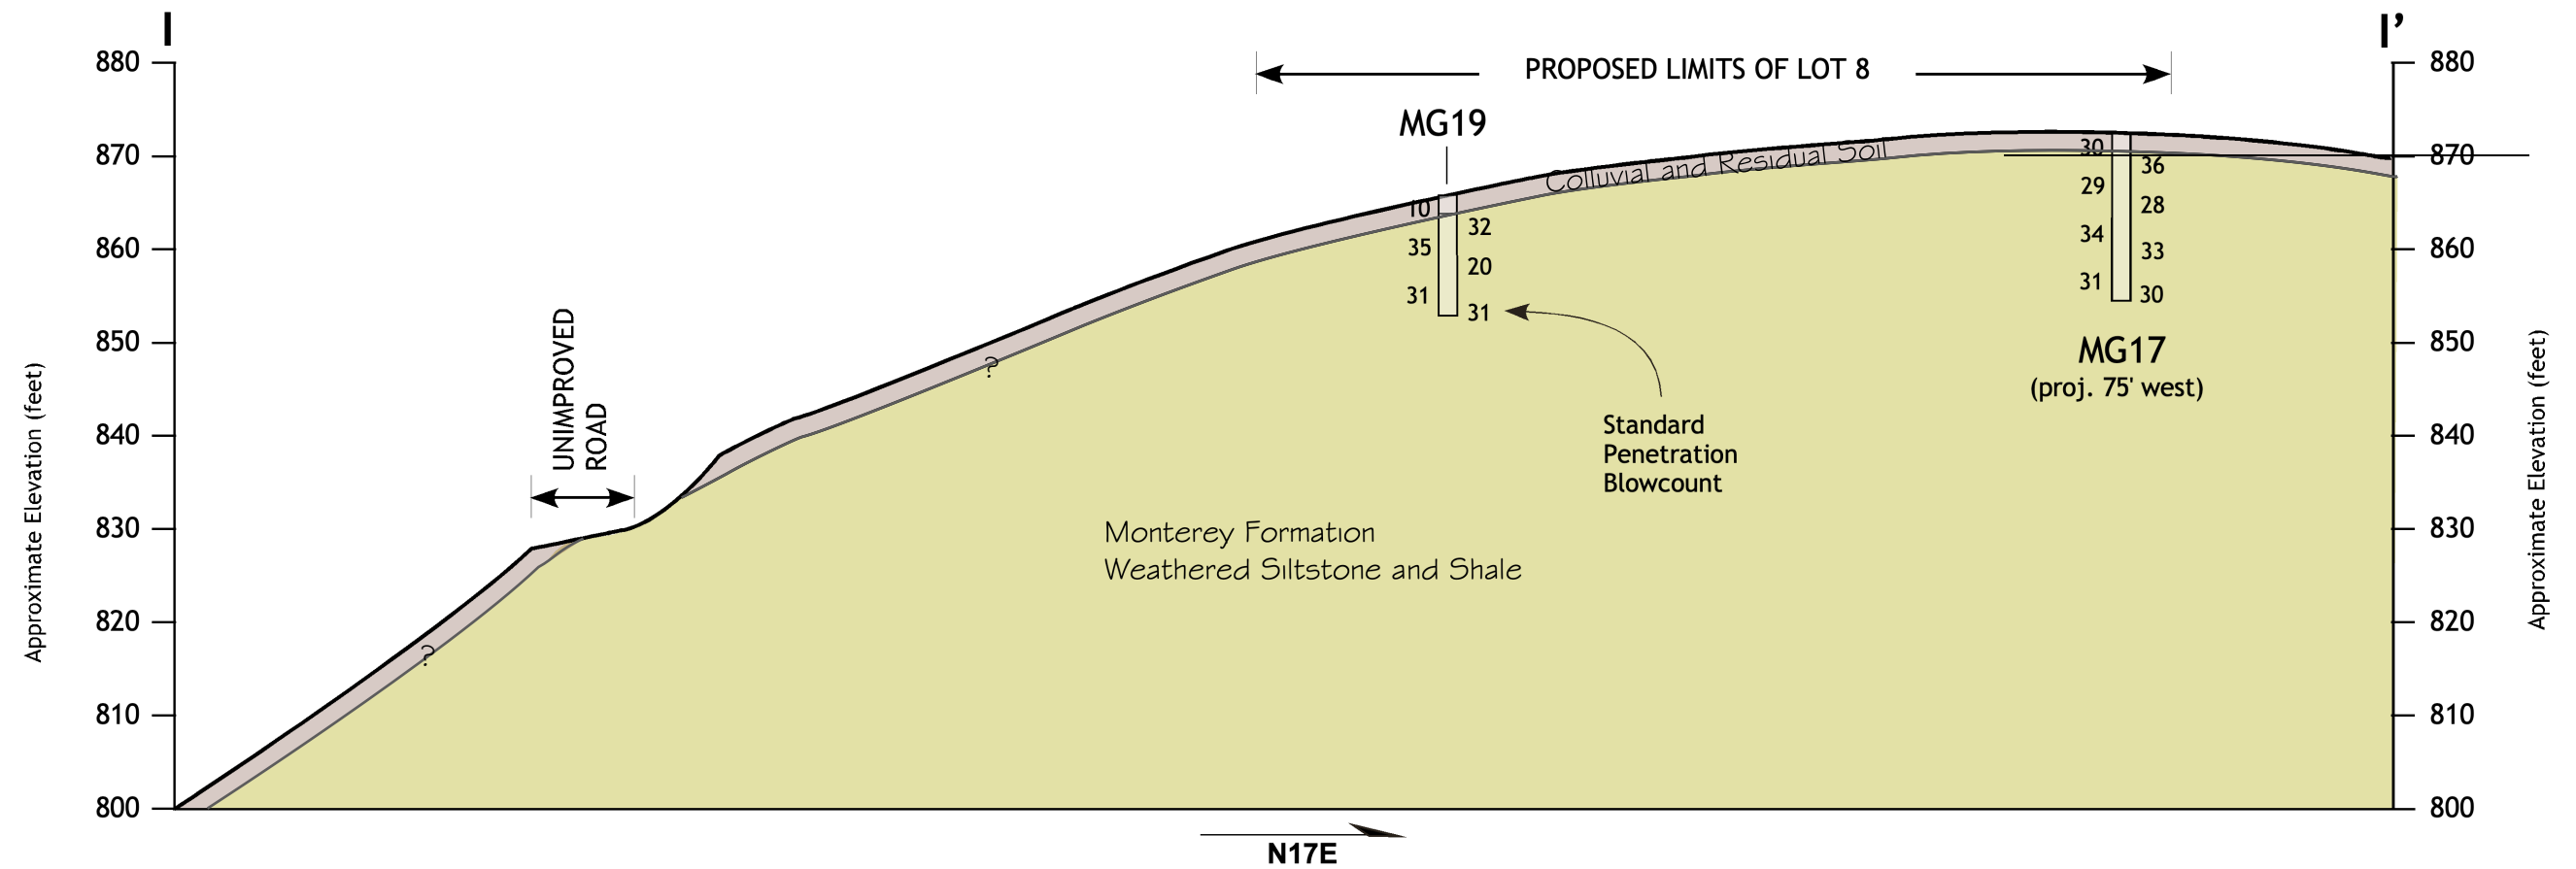 I
I’
880
870
860
850
840
830
820
810
800
Approximate Elevation (feet)
UNIMPROVED
ROAD
?
?
PROPOSED LIMITS OF LOT 8
MG19
10
32
35
20
31
31
Colluvial and Residual Soil
Standard
Penetration
Blowcount
30
36
29
28
34
33
31
30
MG17
(proj. 75' west)
Monterey Formation
Weathered Siltstone and Shale
N17E
880
870
860
850
840
830
820
810
800
Approximate Elevation (feet)